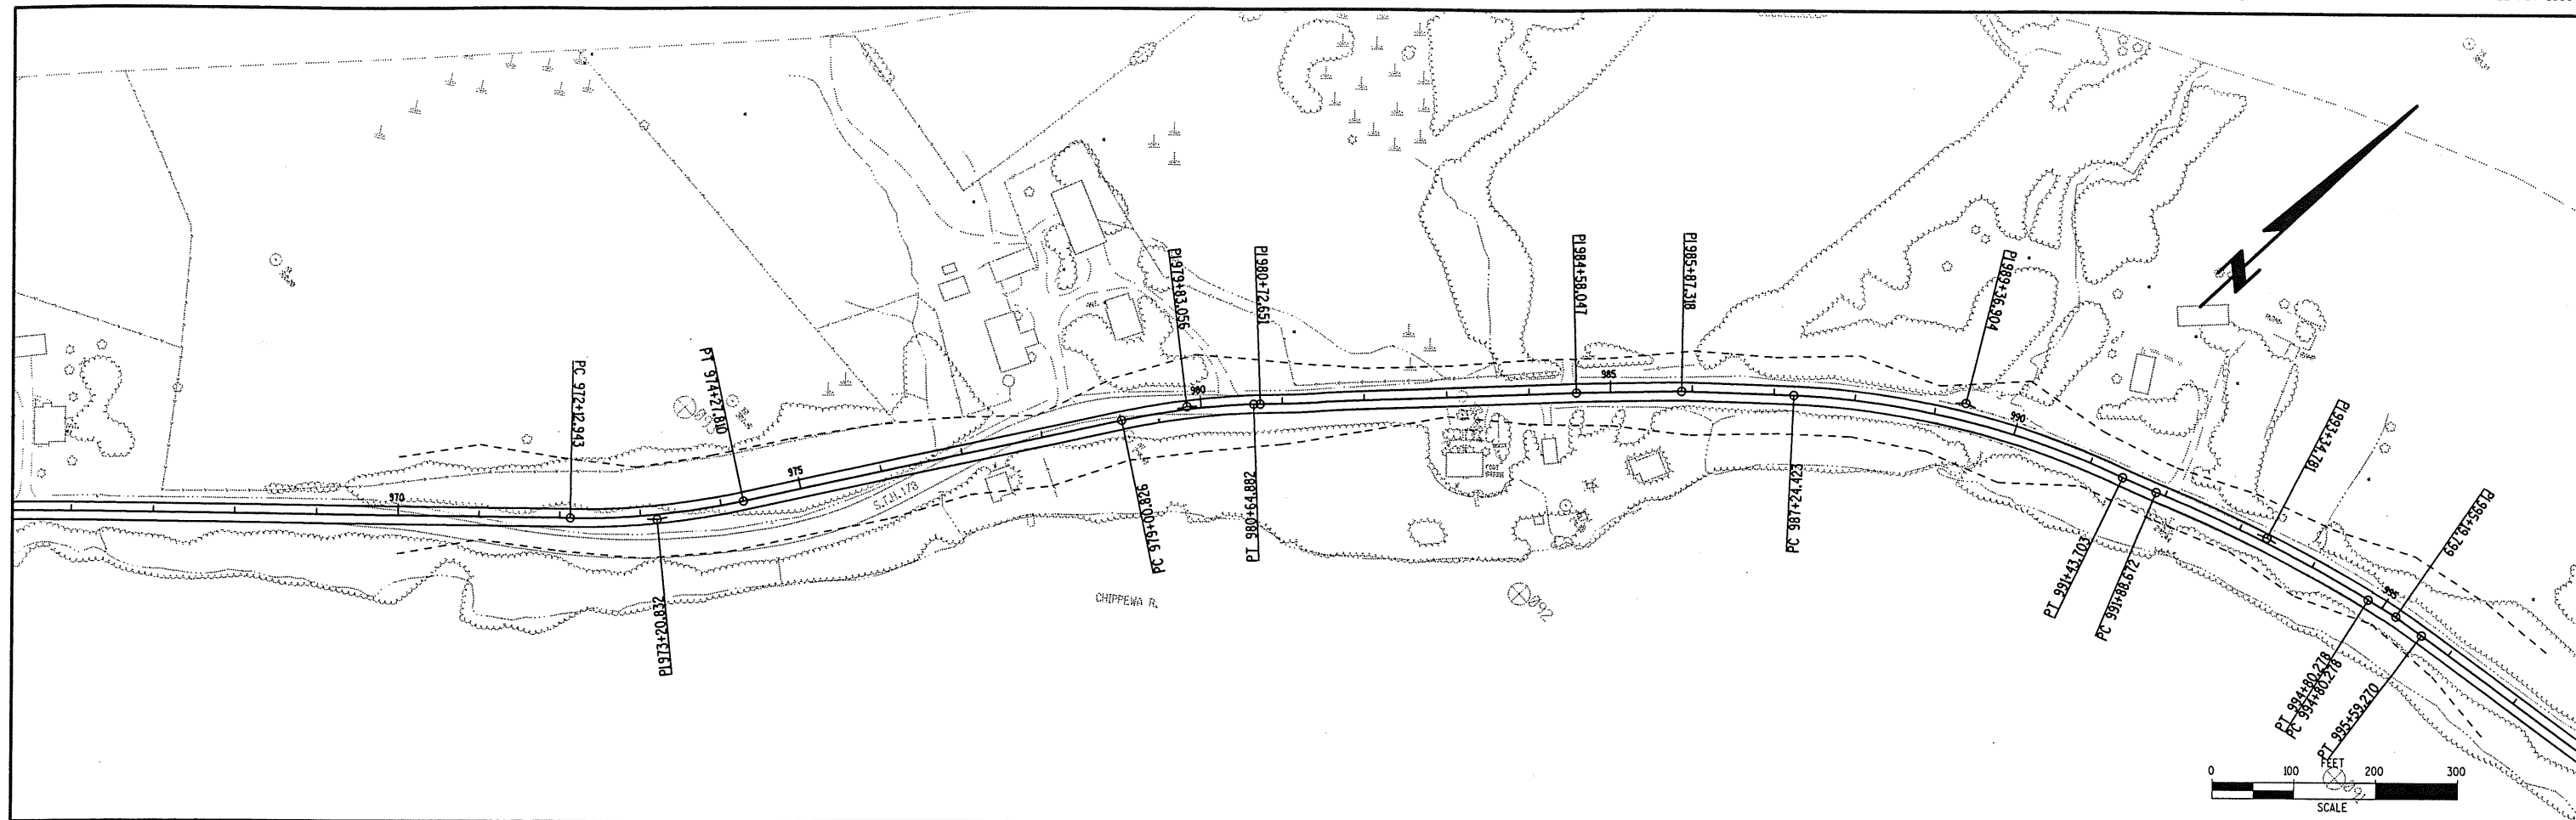 PC 972+12.943
PT 974+27.810
PI 979+83.056
PI 980+72.651
PI 984+58.047
PI 985+87.318
PI 989+36.904
PI 993+34.781
PI 995+19.799
N
970
975
980
985
990
995
S.T.H. 178
PI 973+20.832
PC 979+00.826
PT 980+64.882
PC 987+24.423
PT 991+43.703
PC 991+88.672
PT 994+80.278
PC 994+80.278
PT 995+59.270
CHIPPEWA R.
092
FEET
0 100 200 300
SCALE